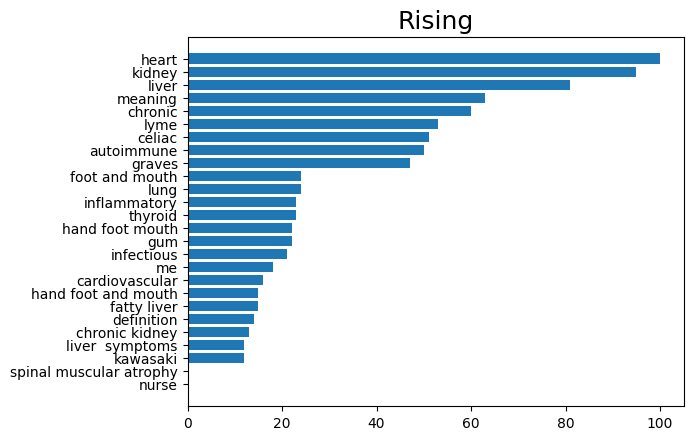 Rising
heart
kidney
liver
meaning
chronic
lyme
celiac
autoimmune
graves
foot and mouth
lung
inflammatory
thyroid
hand foot mouth
gum
infectious
me
cardiovascular
hand foot and mouth
fatty liver
definition
chronic kidney
liver  symptoms
kawasaki
spinal muscular atrophy
nurse
0 20 40 60 80 100